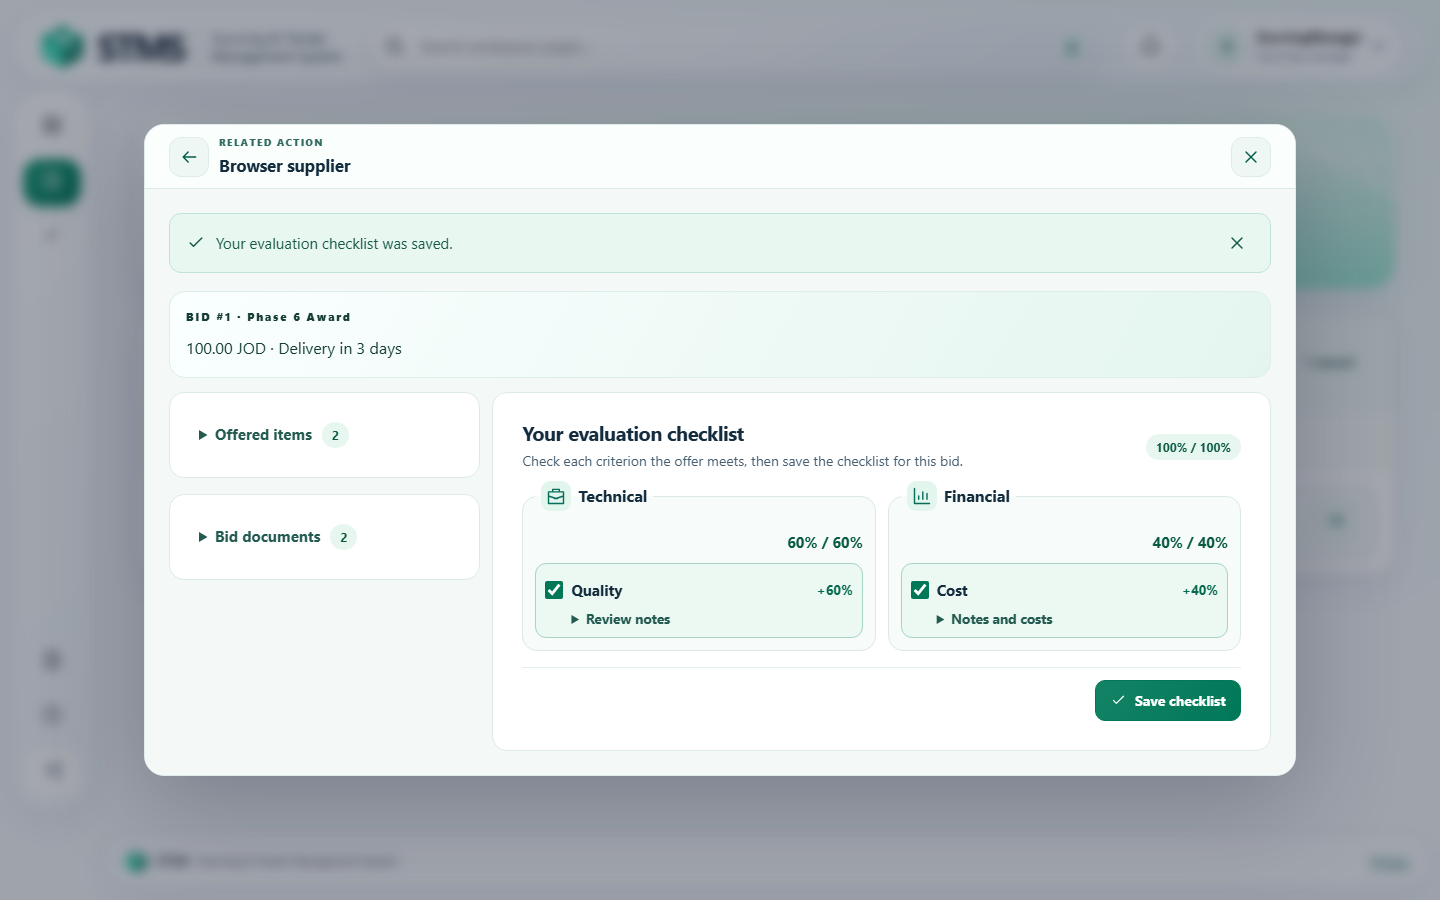 STMS
RELATED ACTION
Browser supplier
Your evaluation checklist was saved.
BID #1 · Phase 6 Award
100.00 JOD · Delivery in 3 days
Offered items 2
Bid documents 2
Your evaluation checklist
Check each criterion the offer meets, then save the checklist for this bid.
100% / 100%
Technical
60% / 60%
Quality +60%
Review notes
Financial
40% / 40%
Cost +40%
Notes and costs
Save checklist